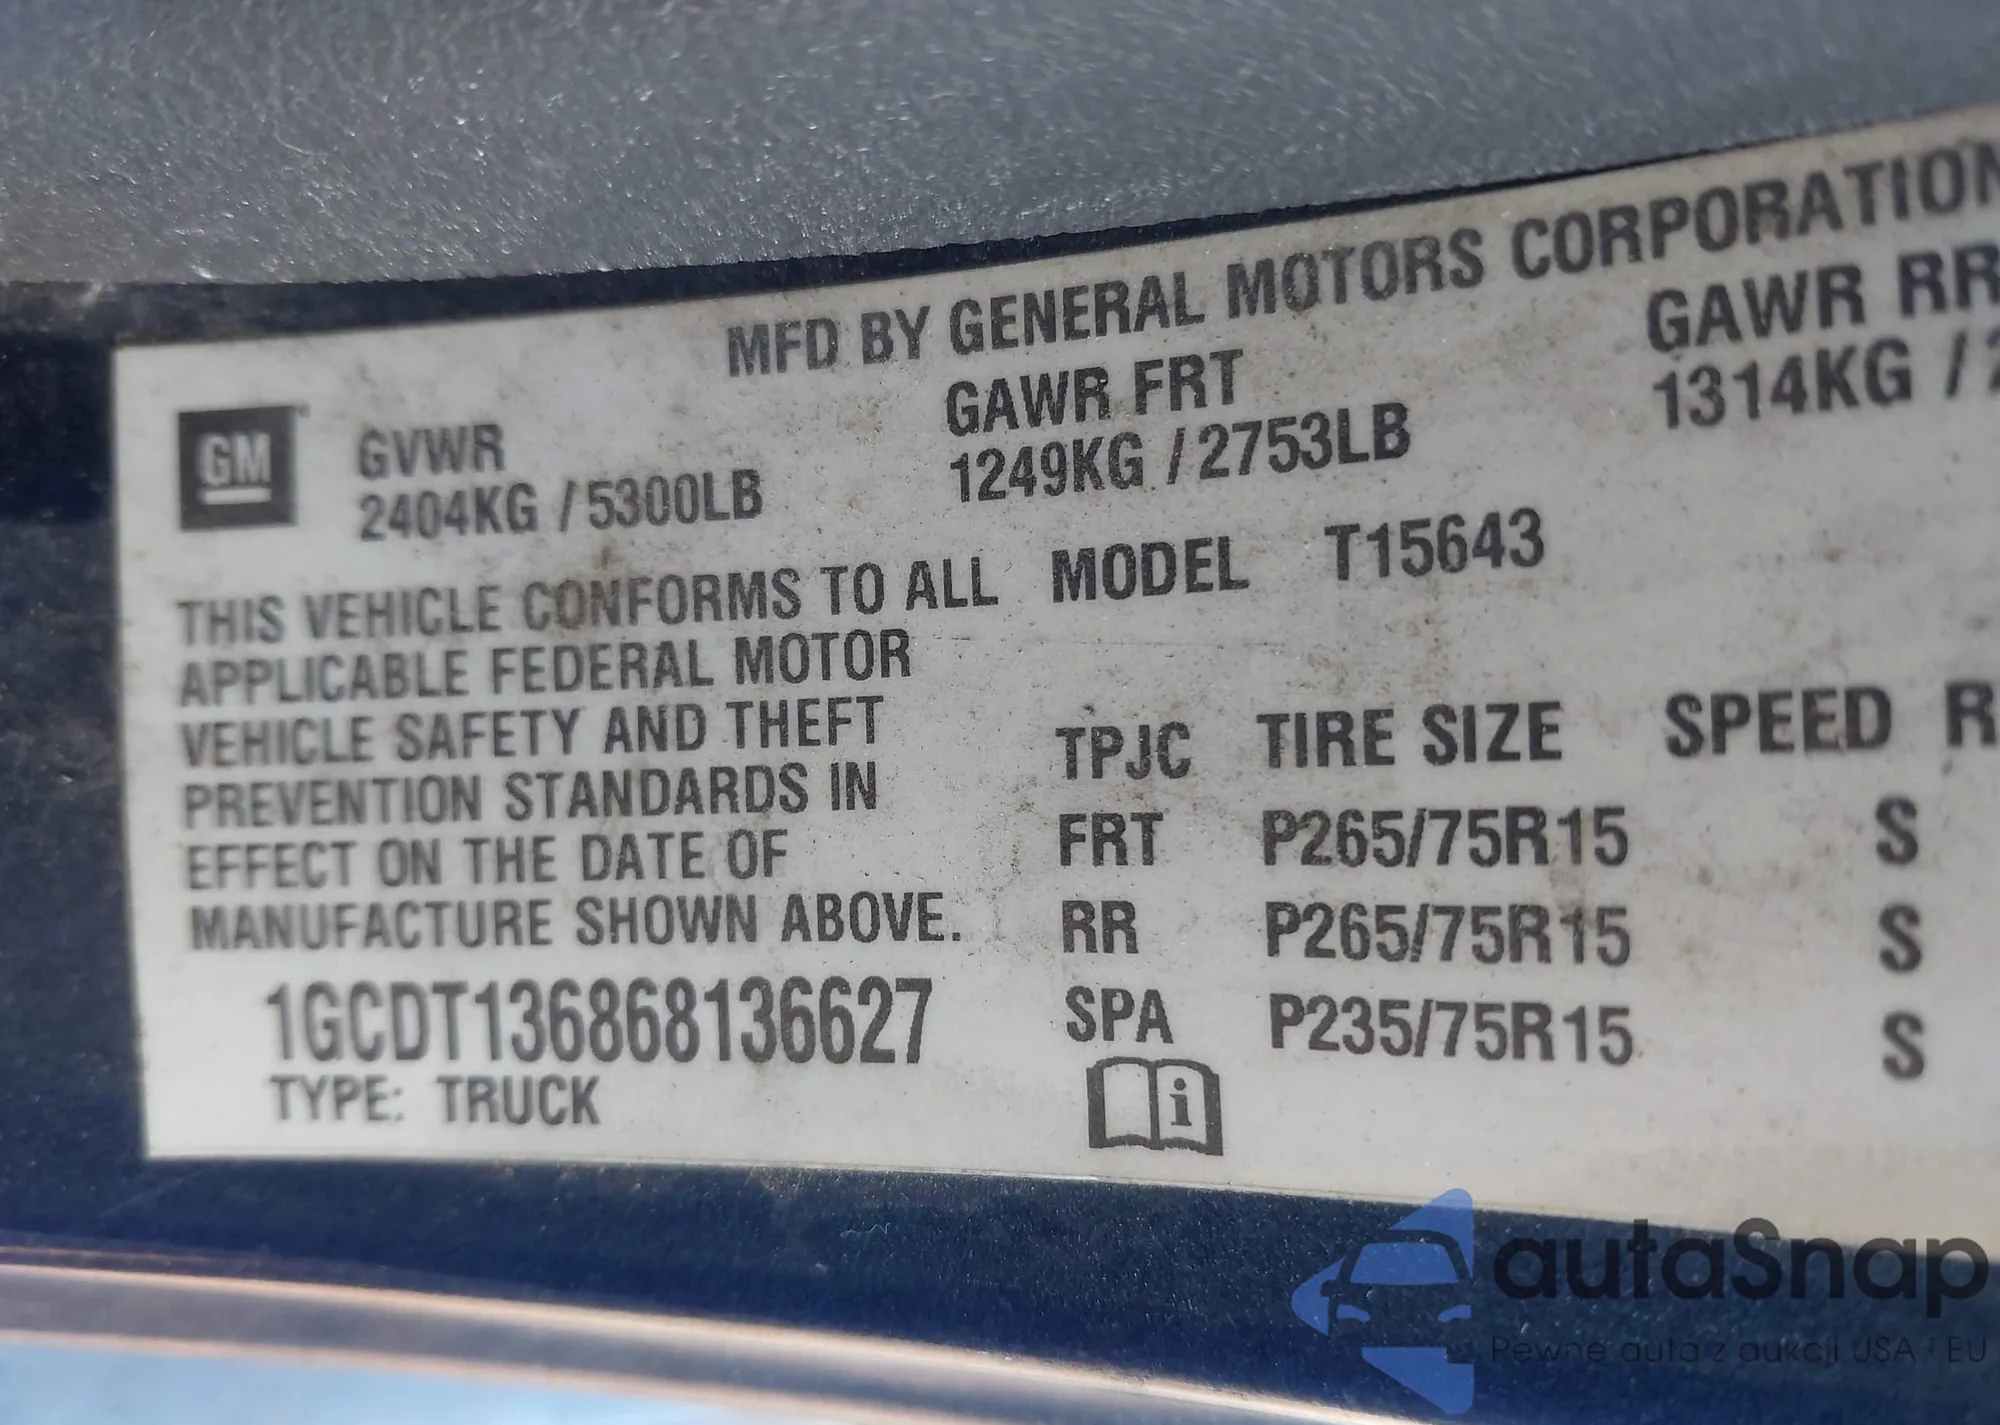 MFD BY GENERAL MOTORS CORPORATION
GM
GVWR
2404KG / 5300LB
GAWR FRT
1249KG / 2753LB
GAWR RR
1314KG /
THIS VEHICLE CONFORMS TO ALL
APPLICABLE FEDERAL MOTOR
VEHICLE SAFETY AND THEFT
PREVENTION STANDARDS IN
EFFECT ON THE DATE OF
MANUFACTURE SHOWN ABOVE.
1GCDT136868136627
TYPE: TRUCK
MODEL T15643
TPJC TIRE SIZE SPEED R
FRT P265/75R15 S
RR P265/75R15 S
SPA P235/75R15 S
i
autaSnap
Pewne auta z aukcji USA i EU